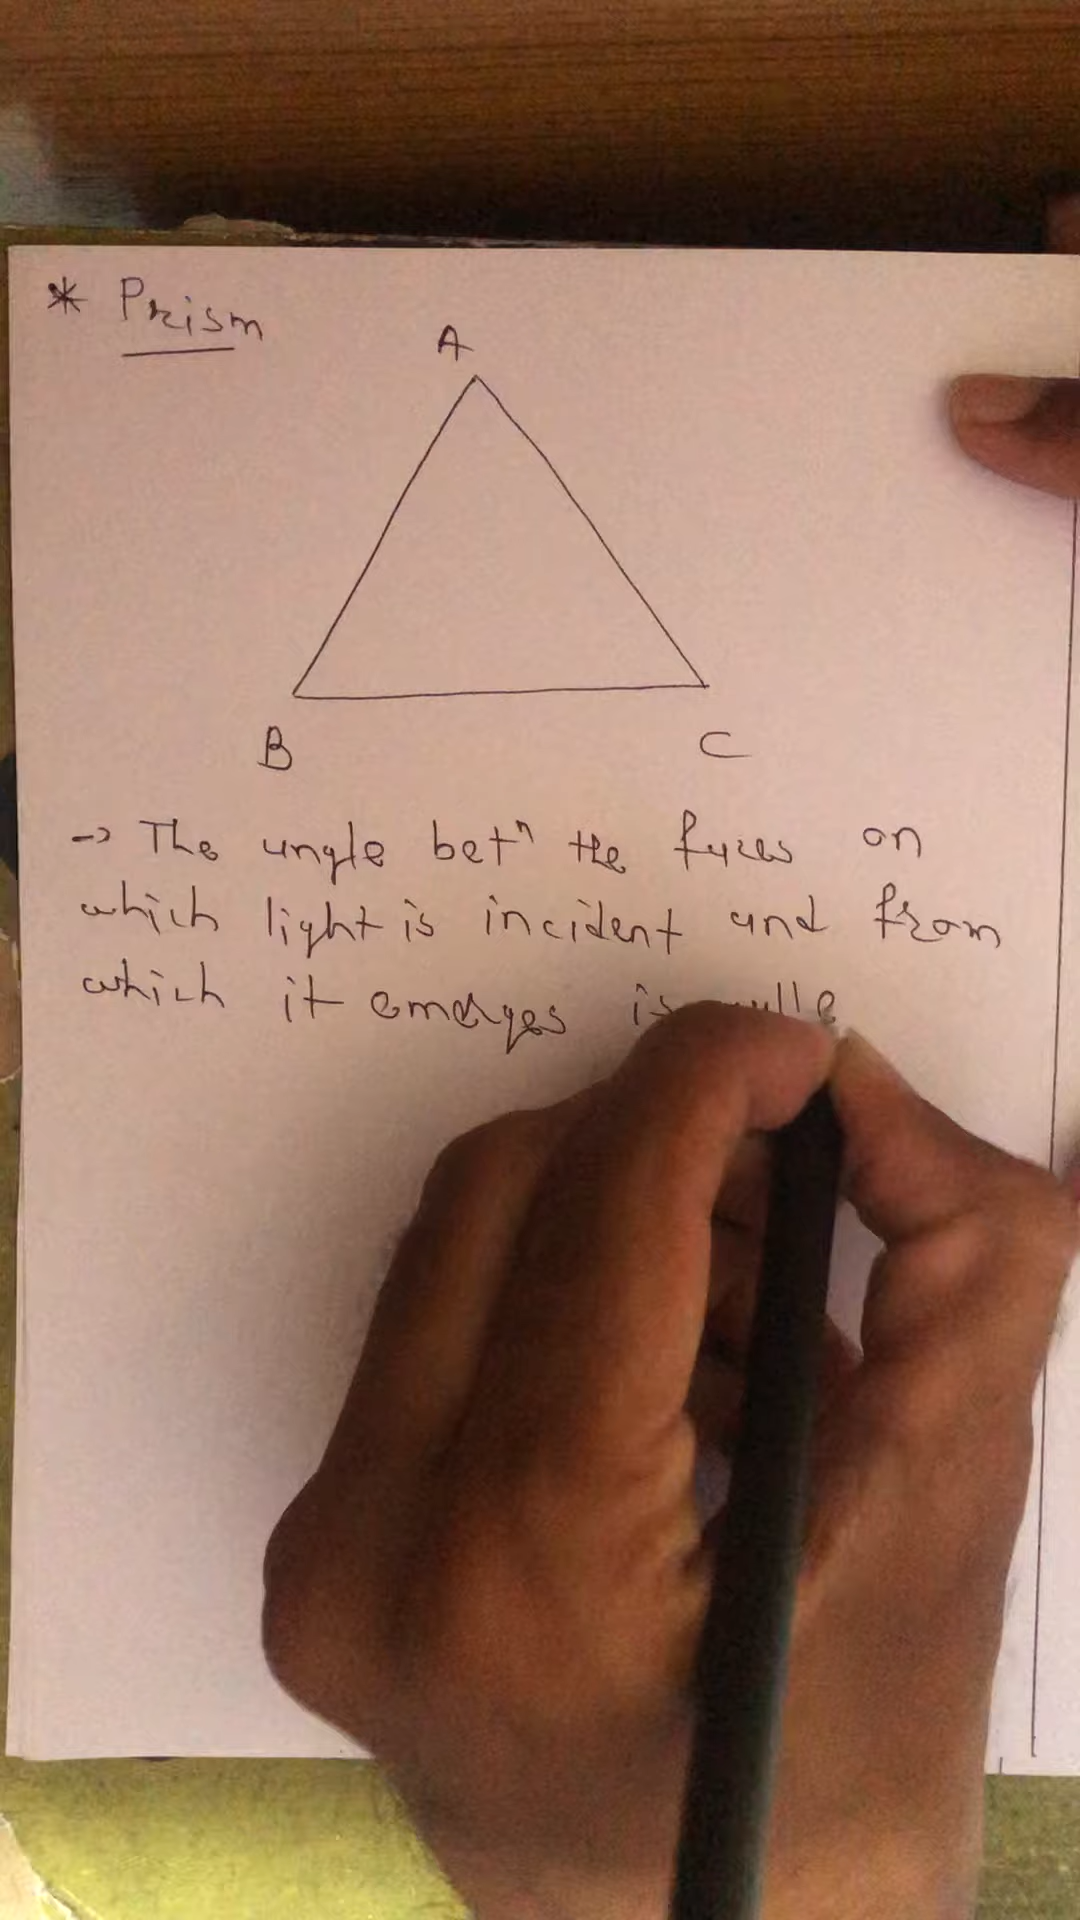 * Prism
A
B
C
→ The angle betⁿ the faces on
which light is incident and from
which it emerges is